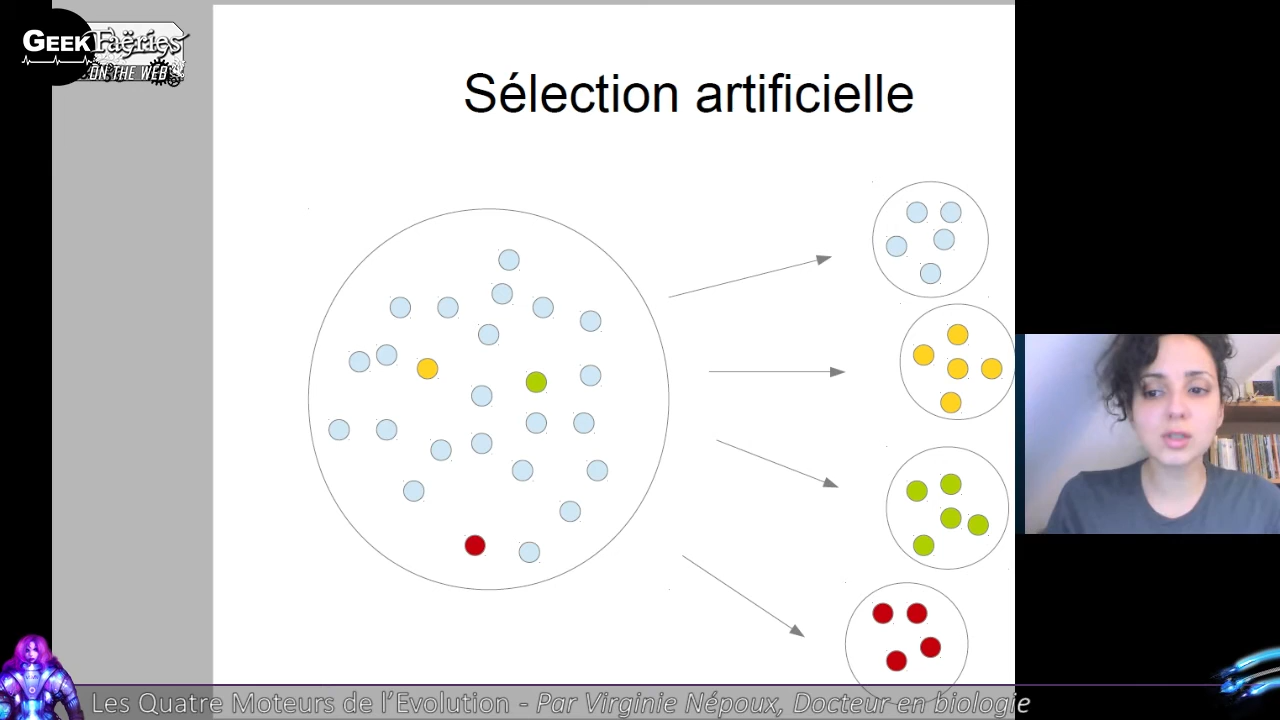 GEEK Faëries
ON THE WEB
Sélection artificielle
Les Quatre Moteurs de l'Evolution - Par Virginie Népoux, Docteur en biologie